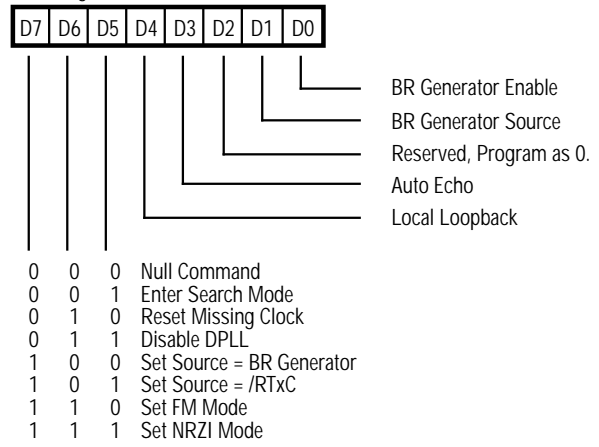 D7 D6 D5 D4 D3 D2 D1 D0
BR Generator Enable
BR Generator Source
Reserved, Program as 0.
Auto Echo
Local Loopback
0 0 0 Null Command
0 0 1 Enter Search Mode
0 1 0 Reset Missing Clock
0 1 1 Disable DPLL
1 0 0 Set Source = BR Generator
1 0 1 Set Source = /RTxC
1 1 0 Set FM Mode
1 1 1 Set NRZI Mode